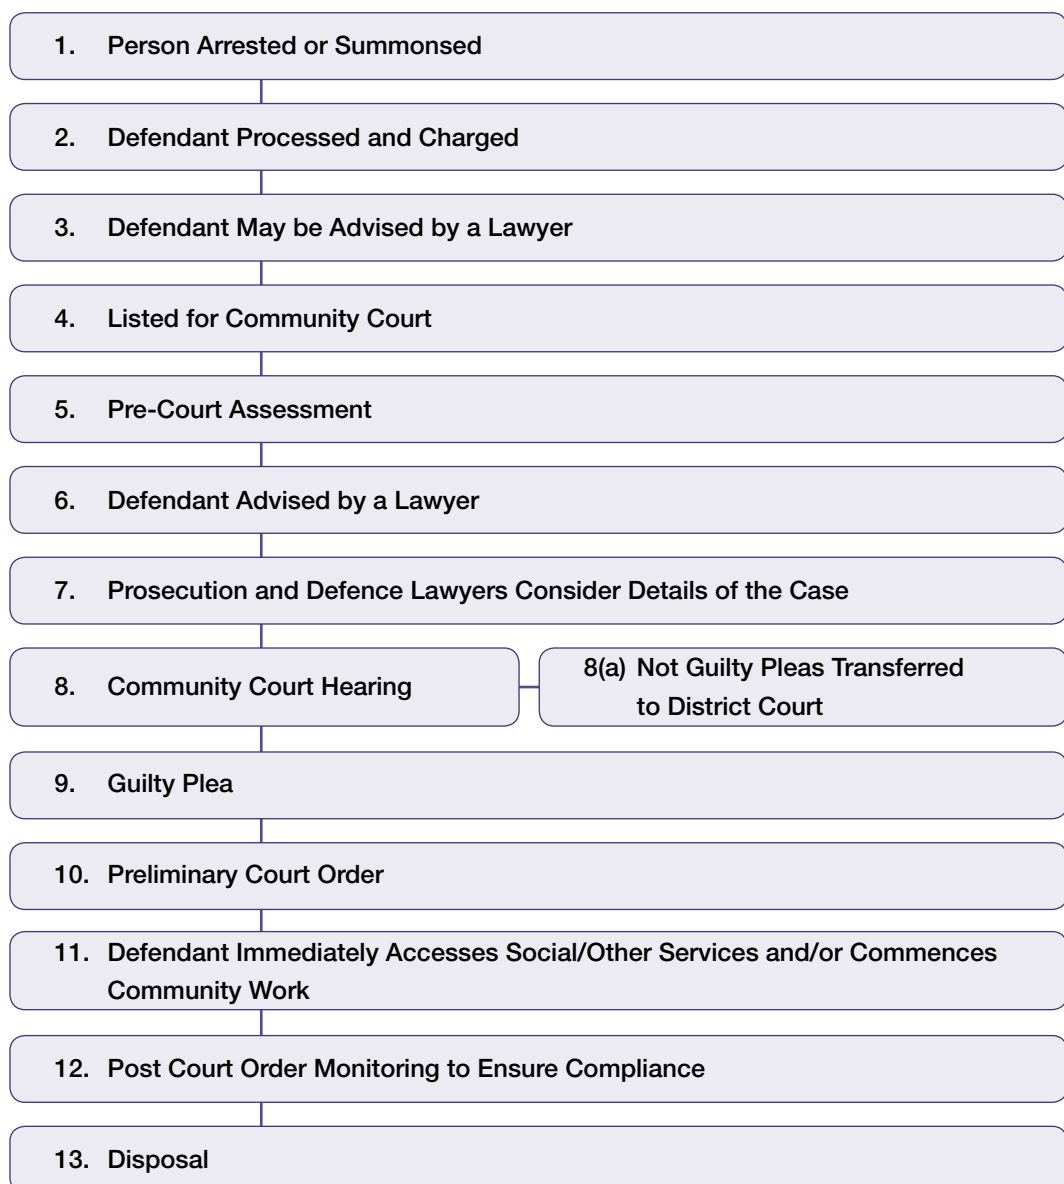 1. Person Arrested or Summonsed
2. Defendant Processed and Charged
3. Defendant May be Advised by a Lawyer
4. Listed for Community Court
5. Pre-Court Assessment
6. Defendant Advised by a Lawyer
7. Prosecution and Defence Lawyers Consider Details of the Case
8. Community Court Hearing
8(a) Not Guilty Pleas Transferred
to District Court
9. Guilty Plea
10. Preliminary Court Order
11. Defendant Immediately Accesses Social/Other Services and/or Commences
Community Work
12. Post Court Order Monitoring to Ensure Compliance
13. Disposal